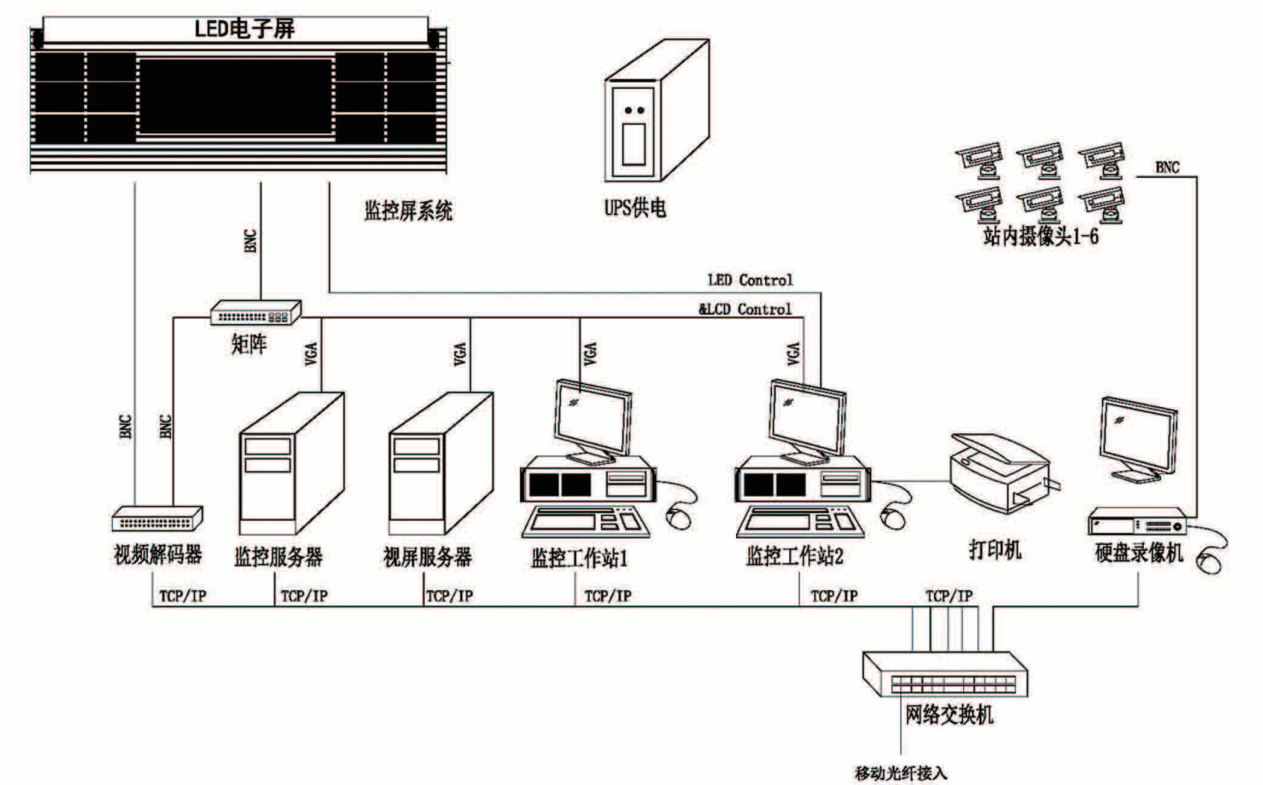 LED电子屏
监控屏系统
UPS供电
BNC
站内摄像头1-6
BNC
LED Control
&LCD Control
矩阵
VGA
VGA
VGA
VGA
BNC
BNC
视频解码器
监控服务器
视屏服务器
监控工作站1
监控工作站2
打印机
硬盘录像机
TCP/IP
TCP/IP
TCP/IP
TCP/IP
TCP/IP
TCP/IP
网络交换机
移动光纤接入